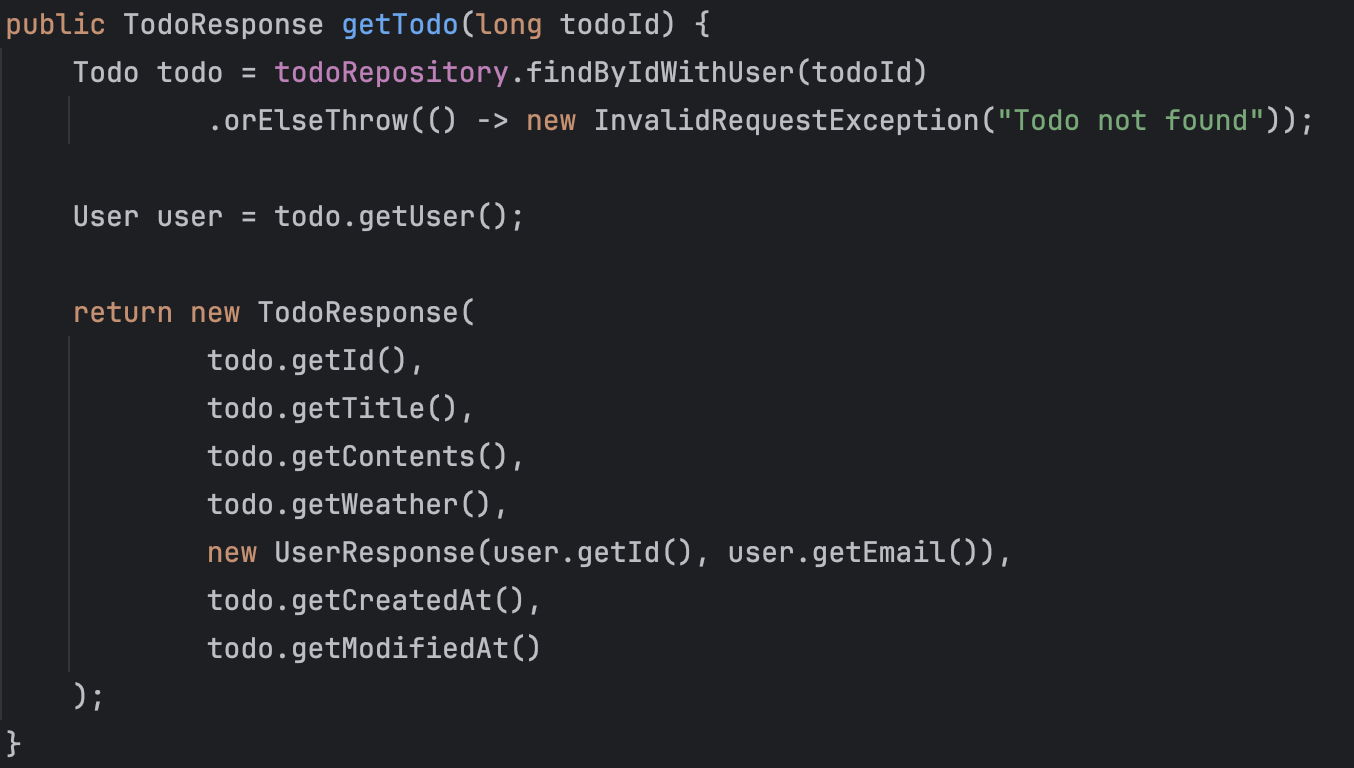 public TodoResponse getTodo(long todoId) {
    Todo todo = todoRepository.findByIdWithUser(todoId)
            .orElseThrow(() -> new InvalidRequestException("Todo not found"));

    User user = todo.getUser();

    return new TodoResponse(
            todo.getId(),
            todo.getTitle(),
            todo.getContents(),
            todo.getWeather(),
            new UserResponse(user.getId(), user.getEmail()),
            todo.getCreatedAt(),
            todo.getModifiedAt()
    );
}